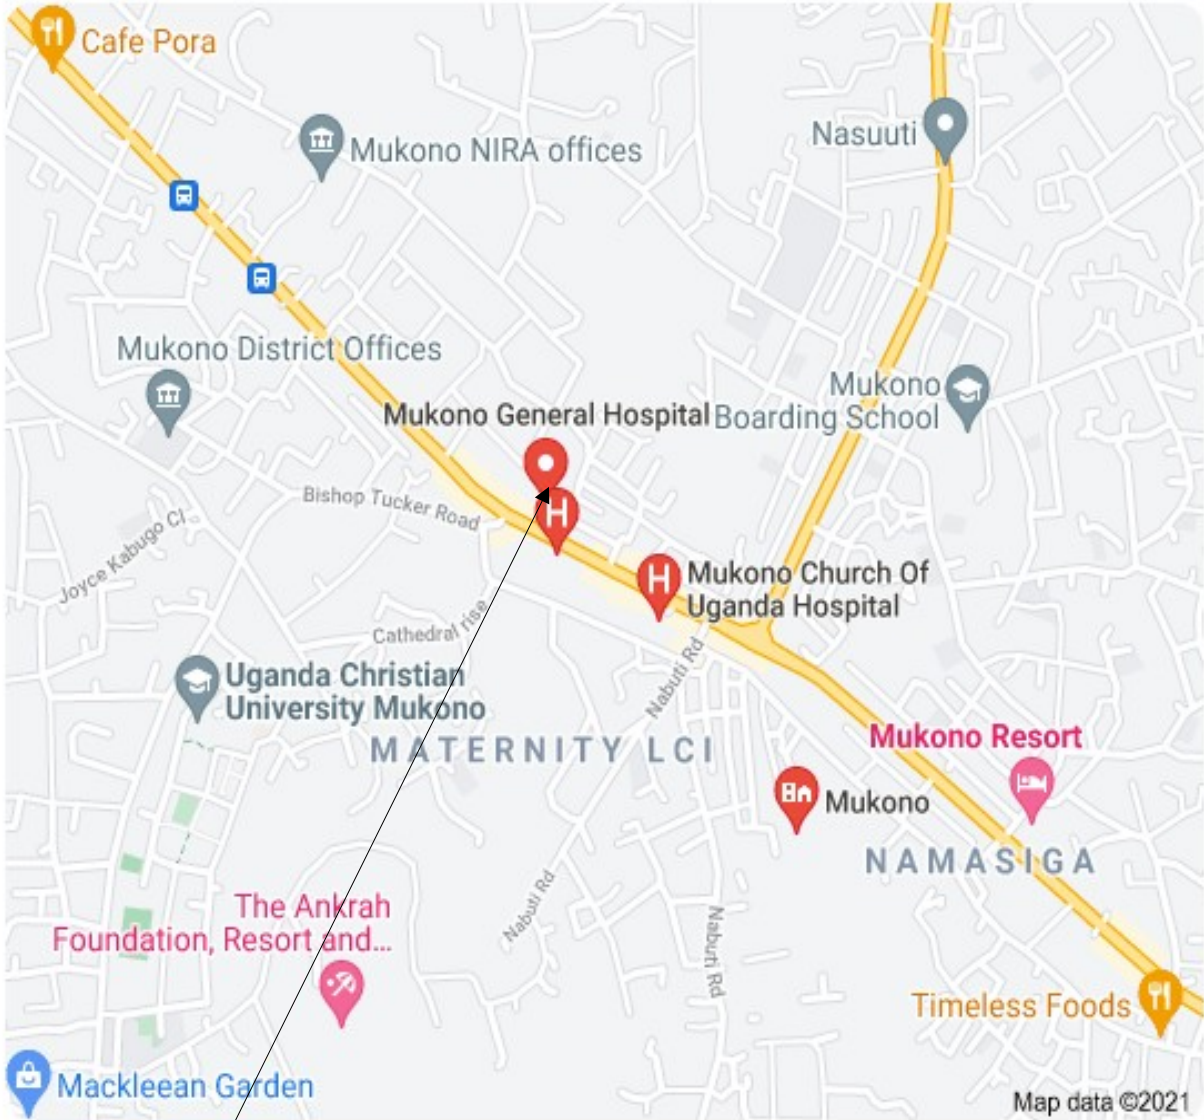 Cafe Pora
Nasuuti
Mukono NIRA offices
Mukono District Offices
Mukono
Boarding School
Mukono General Hospital
H
Bishop Tucker Road
Joyce Kabugo Cl
H
Mukono Church Of
Uganda Hospital
Cathedral rise
Nabuti Rd
Uganda Christian
University Mukono
MATERNITY LCI
Mukono Resort
Mukono
NAMASIGA
Nabuti Rd
Nabuti Rd
The Ankrah
Foundation, Resort and...
Timeless Foods
Mackleean Garden
Map data ©2021